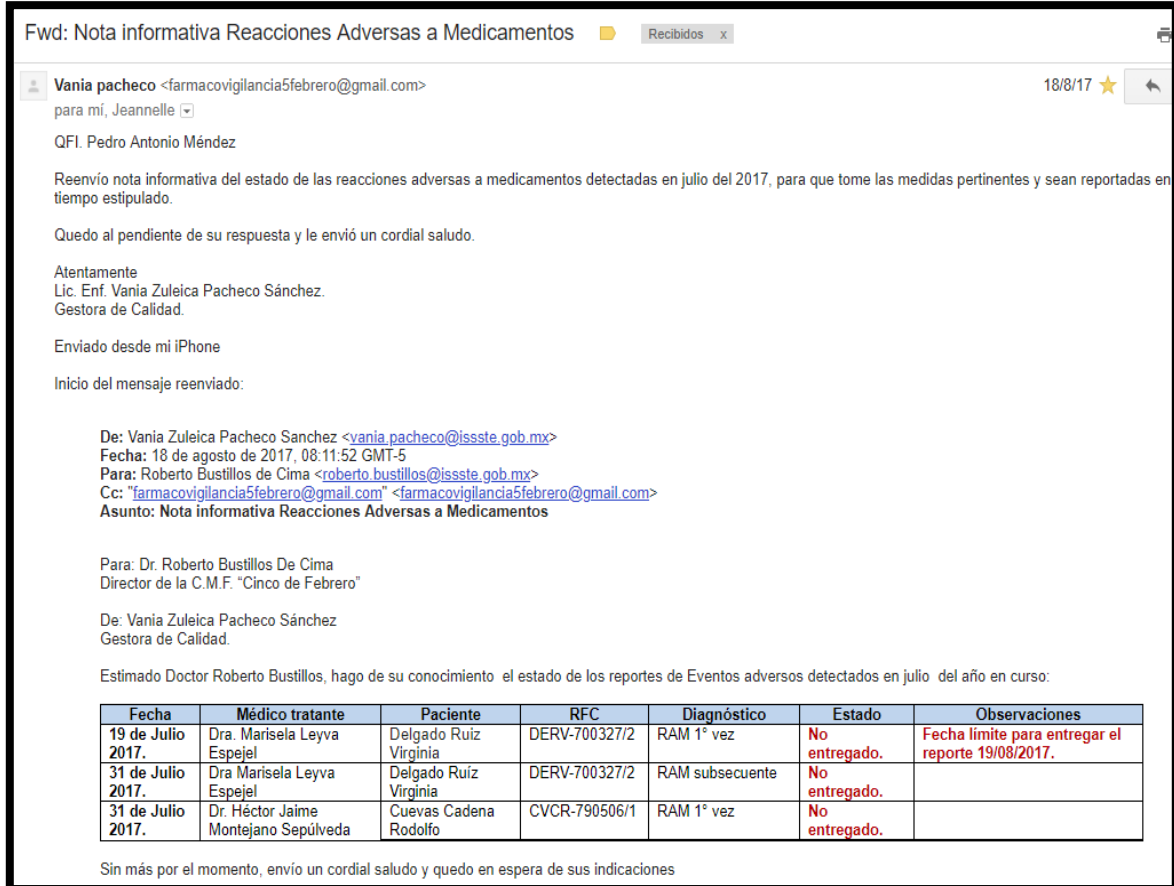 Fwd: Nota informativa Reacciones Adversas a Medicamentos Recibidos x
Vania pacheco <farmacovigilancia5febrero@gmail.com> 18/8/17
para mí, Jeannelle
QFI. Pedro Antonio Méndez
Reenvío nota informativa del estado de las reacciones adversas a medicamentos detectadas en julio del 2017, para que tome las medidas pertinentes y sean reportadas en
tiempo estipulado.
Quedo al pendiente de su respuesta y le envió un cordial saludo.
Atentamente
Lic. Enf. Vania Zuleica Pacheco Sánchez.
Gestora de Calidad.
Enviado desde mi iPhone
Inicio del mensaje reenviado:
De: Vania Zuleica Pacheco Sanchez <vania.pacheco@issste.gob.mx>
Fecha: 18 de agosto de 2017, 08:11:52 GMT-5
Para: Roberto Bustillos de Cima <roberto.bustillos@issste.gob.mx>
Cc: "farmacovigilancia5febrero@gmail.com" <farmacovigilancia5febrero@gmail.com>
Asunto: Nota informativa Reacciones Adversas a Medicamentos
Para: Dr. Roberto Bustillos De Cima
Director de la C.M.F. “Cinco de Febrero”
De: Vania Zuleica Pacheco Sánchez
Gestora de Calidad.
Estimado Doctor Roberto Bustillos, hago de su conocimiento el estado de los reportes de Eventos adversos detectados en julio del año en curso:
Fecha Médico tratante Paciente RFC Diagnóstico Estado Observaciones
19 de Julio Dra. Marisela Leyva Delgado Ruiz DERV-700327/2 RAM 1° vez No Fecha límite para entregar el
2017. Espejel Virginia entregado. reporte 19/08/2017.
31 de Julio Dra Marisela Leyva Delgado Ruíz DERV-700327/2 RAM subsecuente No
2017. Espejel Virginia entregado.
31 de Julio Dr. Héctor Jaime Cuevas Cadena CVCR-790506/1 RAM 1° vez No
2017. Montejano Sepúlveda Rodolfo entregado.
Sin más por el momento, envío un cordial saludo y quedo en espera de sus indicaciones